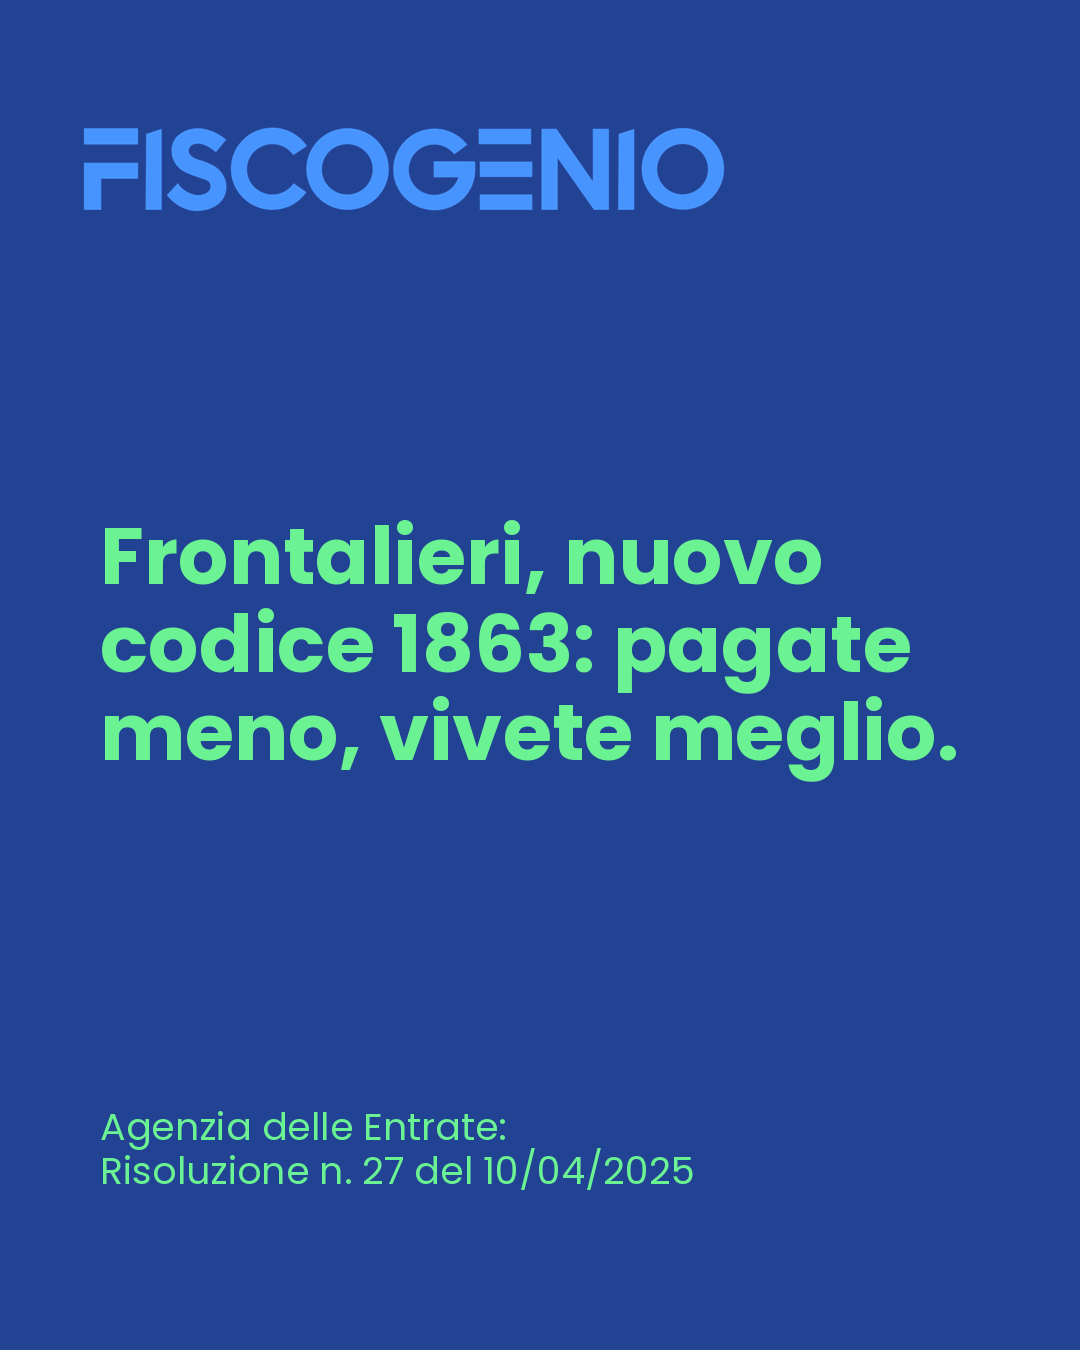 FISCOGENIO
Frontalieri, nuovo
codice 1863: pagate
meno, vivete meglio.
Agenzia delle Entrate:
Risoluzione n. 27 del 10/04/2025